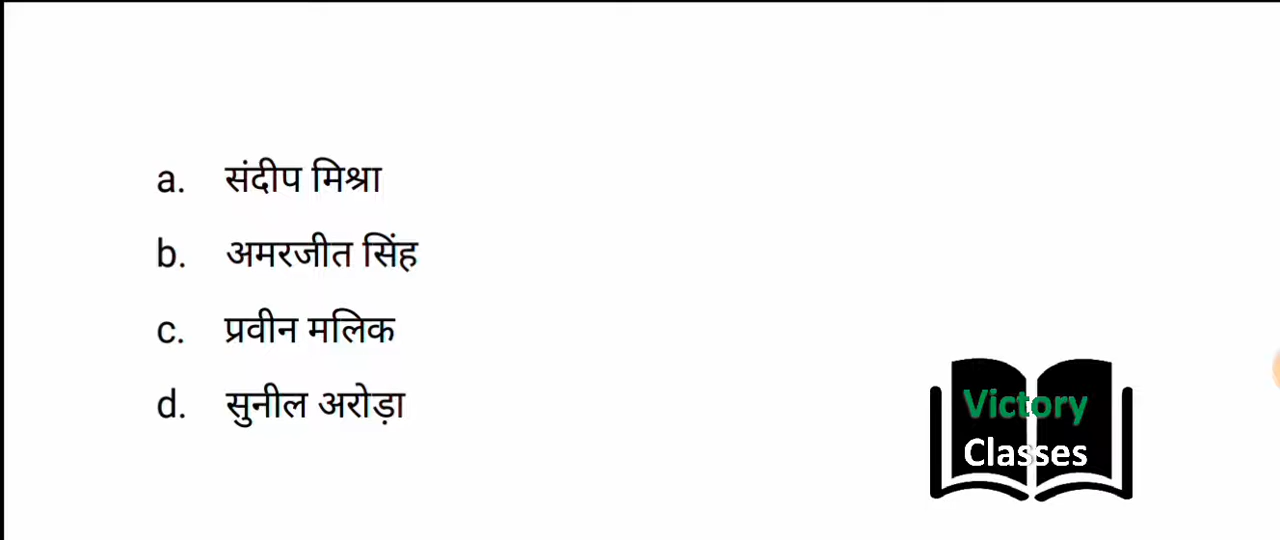 a. संदीप मिश्रा
b. अमरजीत सिंह
c. प्रवीन मलिक
d. सुनील अरोड़ा
Victory
Classes